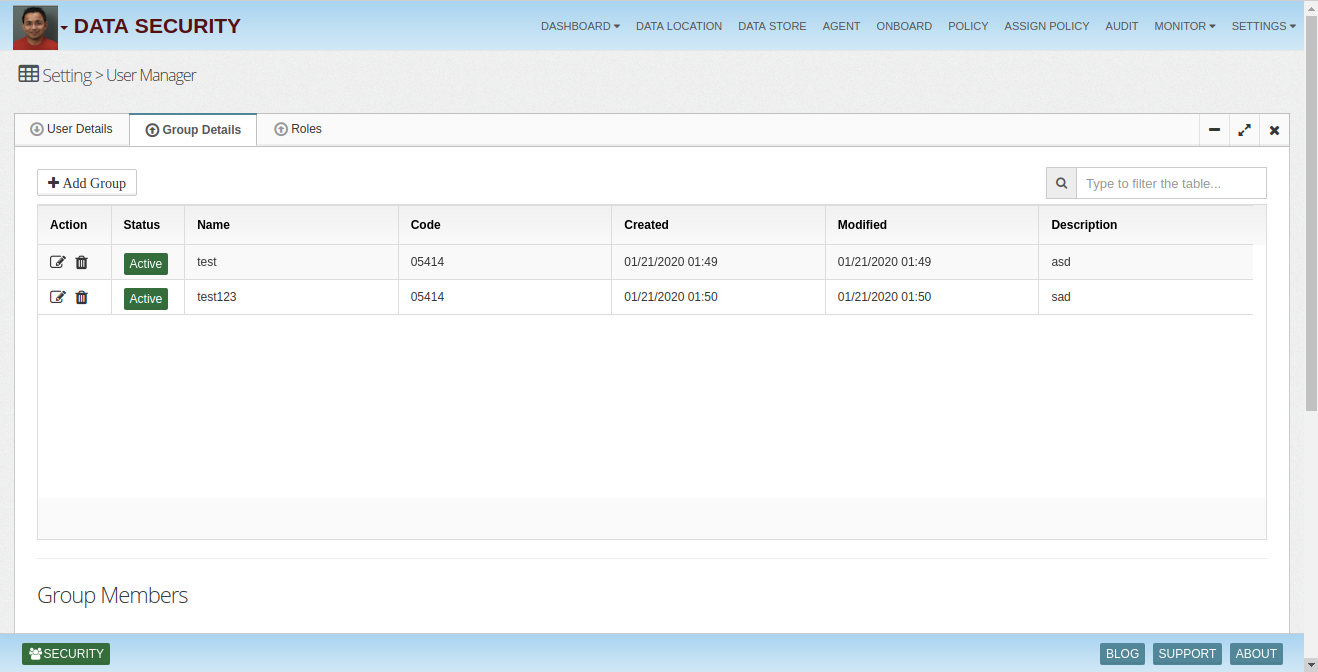 DATA SECURITY
DASHBOARD DATA LOCATION DATA STORE AGENT ONBOARD POLICY ASSIGN POLICY AUDIT MONITOR SETTINGS
Setting > User Manager
User Details Group Details Roles
Add Group Type to filter the table...
Action Status Name Code Created Modified Description
Active test 05414 01/21/2020 01:49 01/21/2020 01:49 asd
Active test123 05414 01/21/2020 01:50 01/21/2020 01:50 sad
Group Members
SECURITY BLOG SUPPORT ABOUT